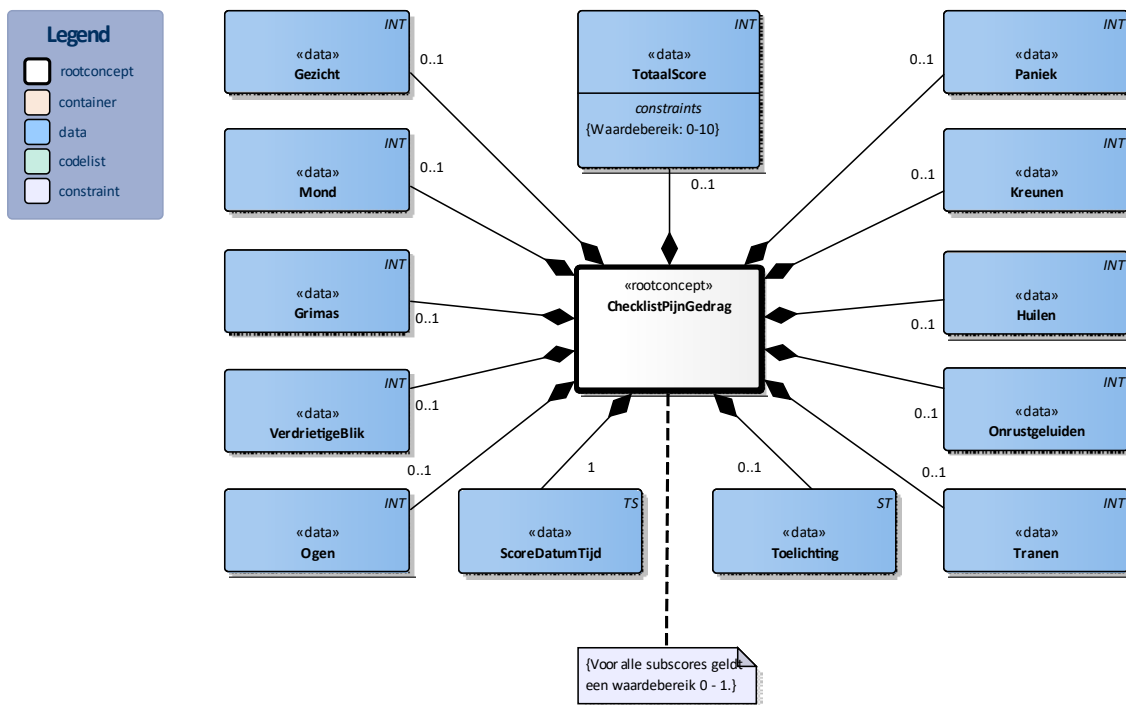 Legend
rootconcept
container
data
codelist
constraint
INT
«data»
Gezicht
0..1
INT
«data»
TotaalScore
constraints
{Waardebereik: 0-10}
0..1
INT
«data»
Paniek
0..1
INT
«data»
Mond
0..1
INT
«data»
Kreunen
0..1
INT
«data»
Grimas
0..1
«rootconcept»
ChecklistPijnGedrag
INT
«data»
Huilen
0..1
INT
«data»
VerdrietigeBlik
0..1
INT
«data»
Onrustgeluiden
0..1
INT
«data»
Ogen
0..1
TS
«data»
ScoreDatumTijd
1
ST
«data»
Toelichting
0..1
INT
«data»
Tranen
0..1
{Voor alle subscores geldt
een waardebereik 0 - 1.}